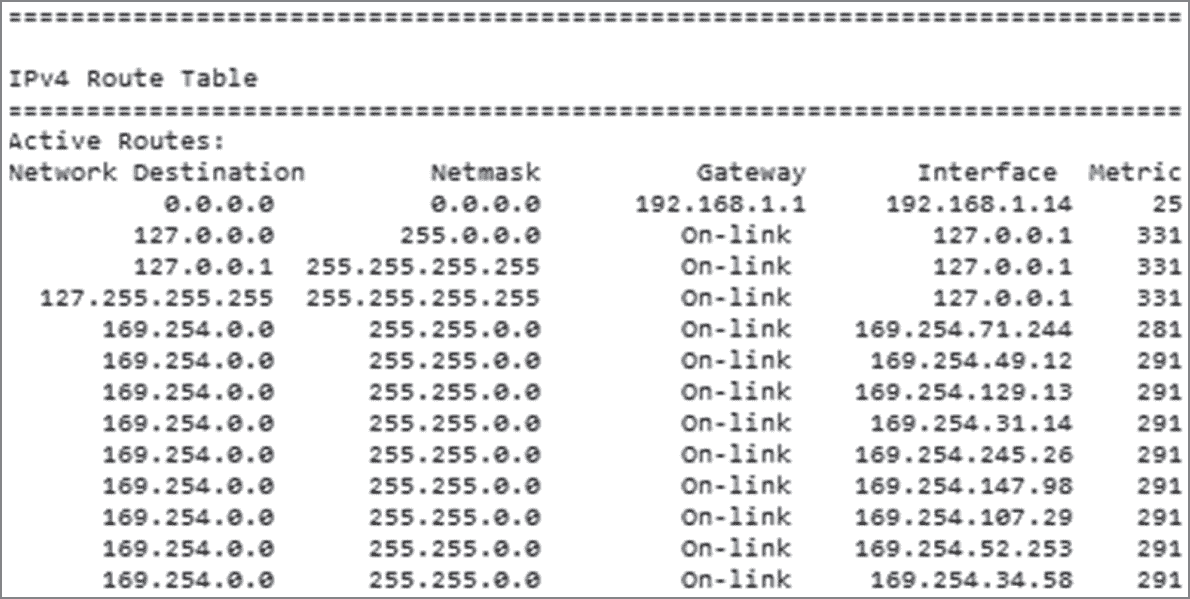 ===========================================================================
IPv4 Route Table
===========================================================================
Active Routes:
Network Destination        Netmask          Gateway       Interface  Metric
          0.0.0.0          0.0.0.0      192.168.1.1     192.168.1.14     25
        127.0.0.0        255.0.0.0         On-link         127.0.0.1    331
        127.0.0.1  255.255.255.255         On-link         127.0.0.1    331
  127.255.255.255  255.255.255.255         On-link         127.0.0.1    331
      169.254.0.0      255.255.0.0         On-link    169.254.71.244    281
      169.254.0.0      255.255.0.0         On-link     169.254.49.12    291
      169.254.0.0      255.255.0.0         On-link    169.254.129.13    291
      169.254.0.0      255.255.0.0         On-link     169.254.31.14    291
      169.254.0.0      255.255.0.0         On-link    169.254.245.26    291
      169.254.0.0      255.255.0.0         On-link    169.254.147.98    291
      169.254.0.0      255.255.0.0         On-link    169.254.107.29    291
      169.254.0.0      255.255.0.0         On-link    169.254.52.253    291
      169.254.0.0      255.255.0.0         On-link     169.254.34.58    291